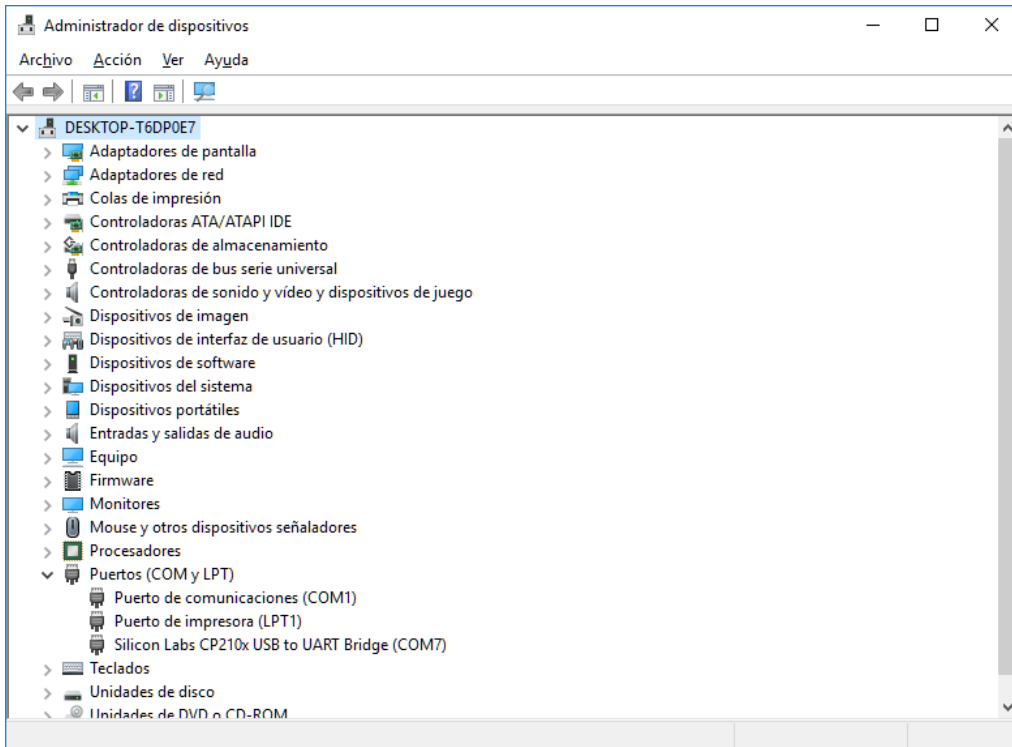 Administrador de dispositivos
Archivo Acción Ver Ayuda
DESKTOP-T6DP0E7
Adaptadores de pantalla
Adaptadores de red
Colas de impresión
Controladoras ATA/ATAPI IDE
Controladoras de almacenamiento
Controladoras de bus serie universal
Controladoras de sonido y vídeo y dispositivos de juego
Dispositivos de imagen
Dispositivos de interfaz de usuario (HID)
Dispositivos de software
Dispositivos del sistema
Dispositivos portátiles
Entradas y salidas de audio
Equipo
Firmware
Monitores
Mouse y otros dispositivos señaladores
Procesadores
Puertos (COM y LPT)
Puerto de comunicaciones (COM1)
Puerto de impresora (LPT1)
Silicon Labs CP210x USB to UART Bridge (COM7)
Teclados
Unidades de disco
Unidades de DVD o CD-ROM